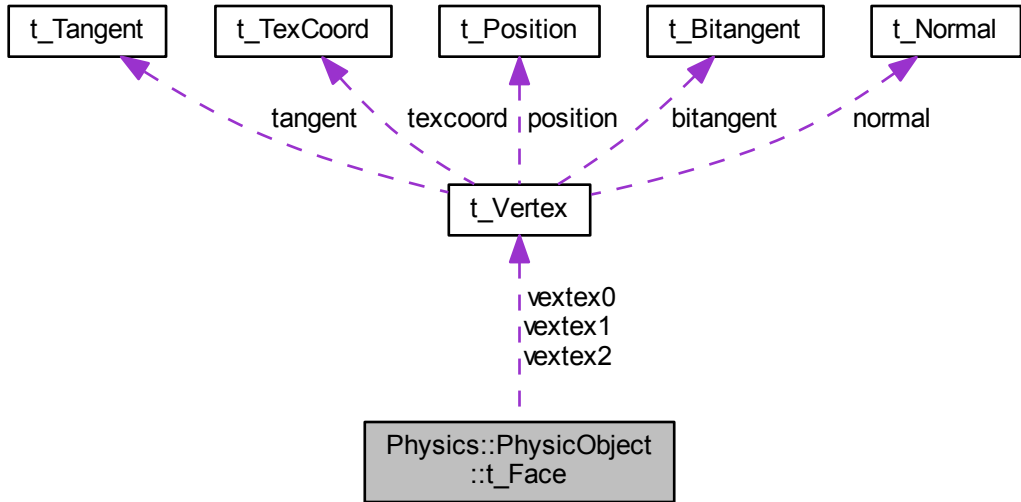 t_Tangent
t_TexCoord
t_Position
t_Bitangent
t_Normal
tangent
texcoord
position
bitangent
normal
t_Vertex
vextex0
vextex1
vextex2
Physics::PhysicObject
::t_Face